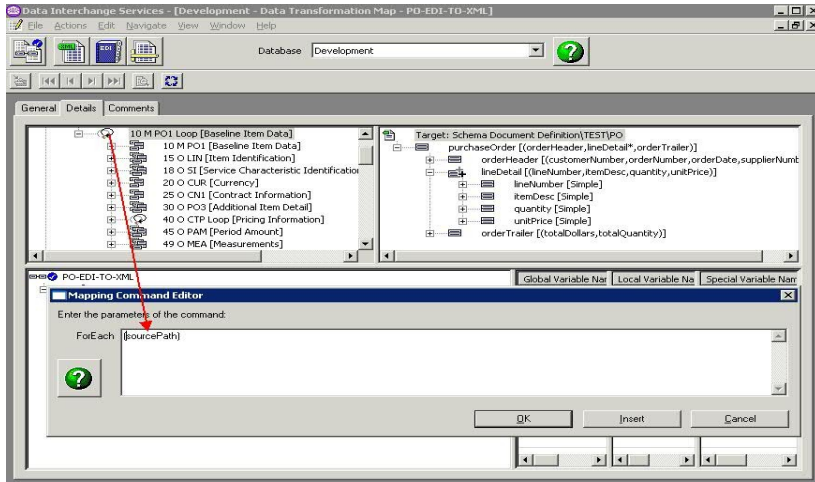 Data Interchange Services - [Development - Data Transformation Map - PO-EDI-TO-XML]
File Actions Edit Navigate View Window Help
Database Development
General Details Comments
10 M PO1 Loop [Baseline Item Data]
10 M PO1 [Baseline Item Data]
15 O LIN [Item Identification]
18 O SI [Service Characteristic Identification
20 O CUR [Currency]
25 O CN1 [Contract Information]
30 O PO3 [Additional Item Detail]
40 O CTP Loop [Pricing Information]
45 O PAM [Period Amount]
49 O MEA [Measurements]
Target: Schema Document Definition\TEST\PO
purchaseOrder [(orderHeader,lineDetail*,orderTrailer)]
orderHeader [(customerNumber,orderNumber,orderDate,supplierNumb
lineDetail [(lineNumber,itemDesc,quantity,unitPrice)]
lineNumber [Simple]
itemDesc [Simple]
quantity [Simple]
unitPrice [Simple]
orderTrailer [(totalDollars,totalQuantity)]
PO-EDI-TO-XML
Global Variable Nar Local Variable Na Special Variable Nam
Mapping Command Editor
Enter the parameters of the command:
ForEach (sourcePath)
OK Insert Cancel